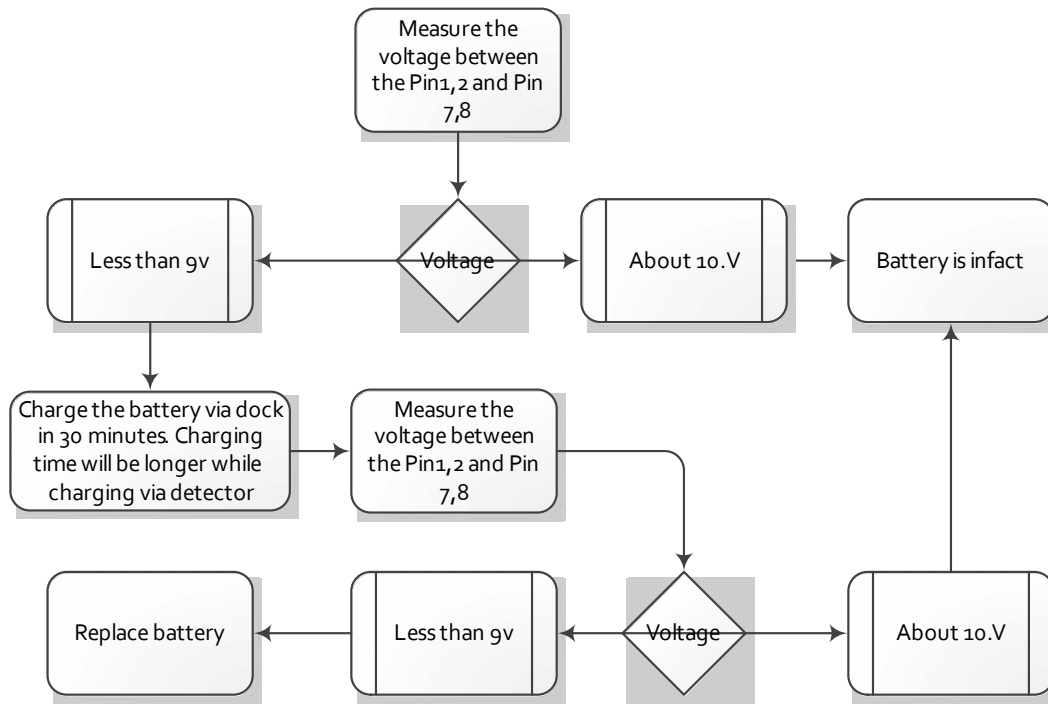 Measure the
voltage between
the Pin1,2 and Pin
7,8
Less than 9v
Voltage
About 10.V
Battery is infact
Charge the battery via dock
in 30 minutes. Charging
time will be longer while
charging via detector
Measure the
voltage between
the Pin1,2 and Pin
7,8
Replace battery
Less than 9v
Voltage
About 10.V